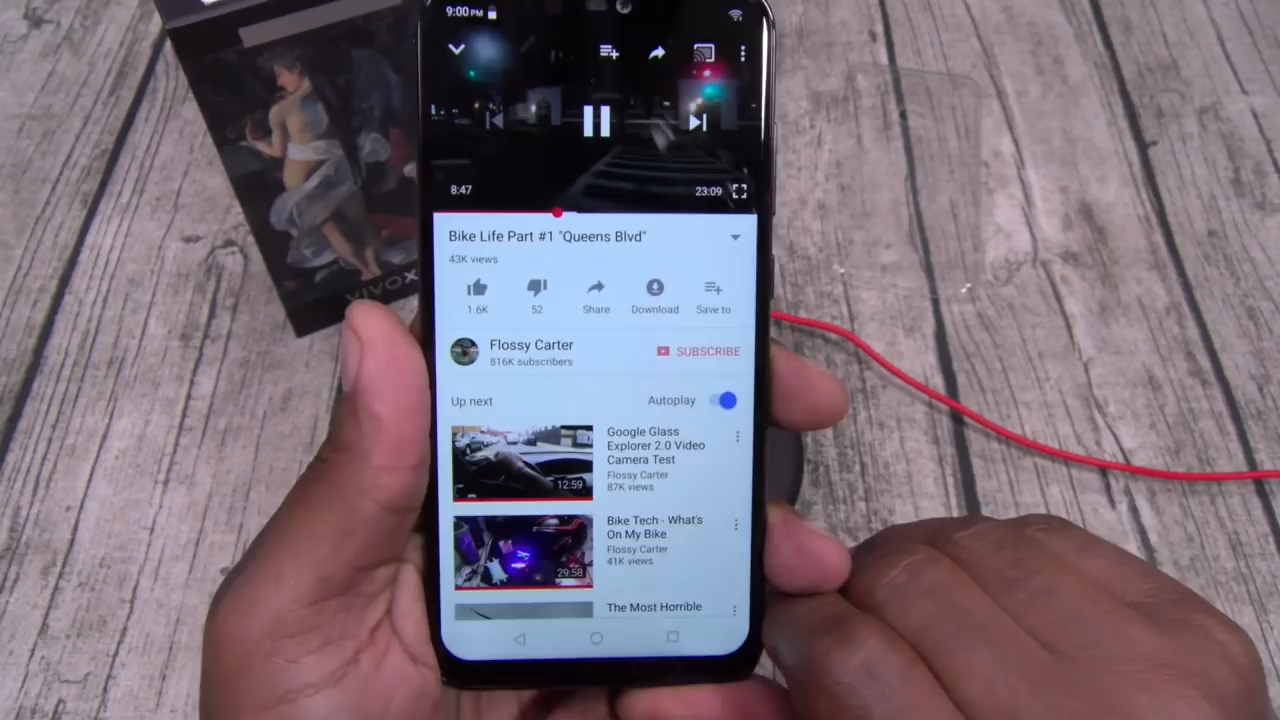 9:00 PM
8:47
23:09
Bike Life Part #1 "Queens Blvd"
43K views
1.6K
52
Share
Download
Save to
Flossy Carter
816K subscribers
SUBSCRIBE
Up next
Autoplay
Google Glass
Explorer 2.0 Video
Camera Test
Flossy Carter
87K views
12:59
Bike Tech - What's
On My Bike
Flossy Carter
41K views
29:58
The Most Horrible
VIVO X